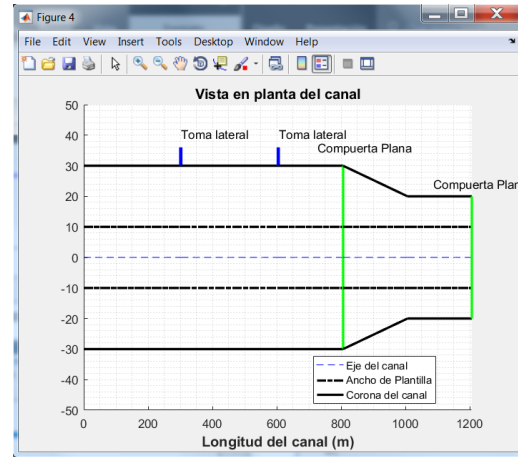 Figure 4
File Edit View Insert Tools Desktop Window Help
Vista en planta del canal
50
40
30
20
10
0
-10
-20
-30
-40
-50
Toma lateral Toma lateral
Compuerta Plana
Compuerta Plan
Eje del canal
Ancho de Plantilla
Corona del canal
0 200 400 600 800 1000 1200
Longitud del canal (m)